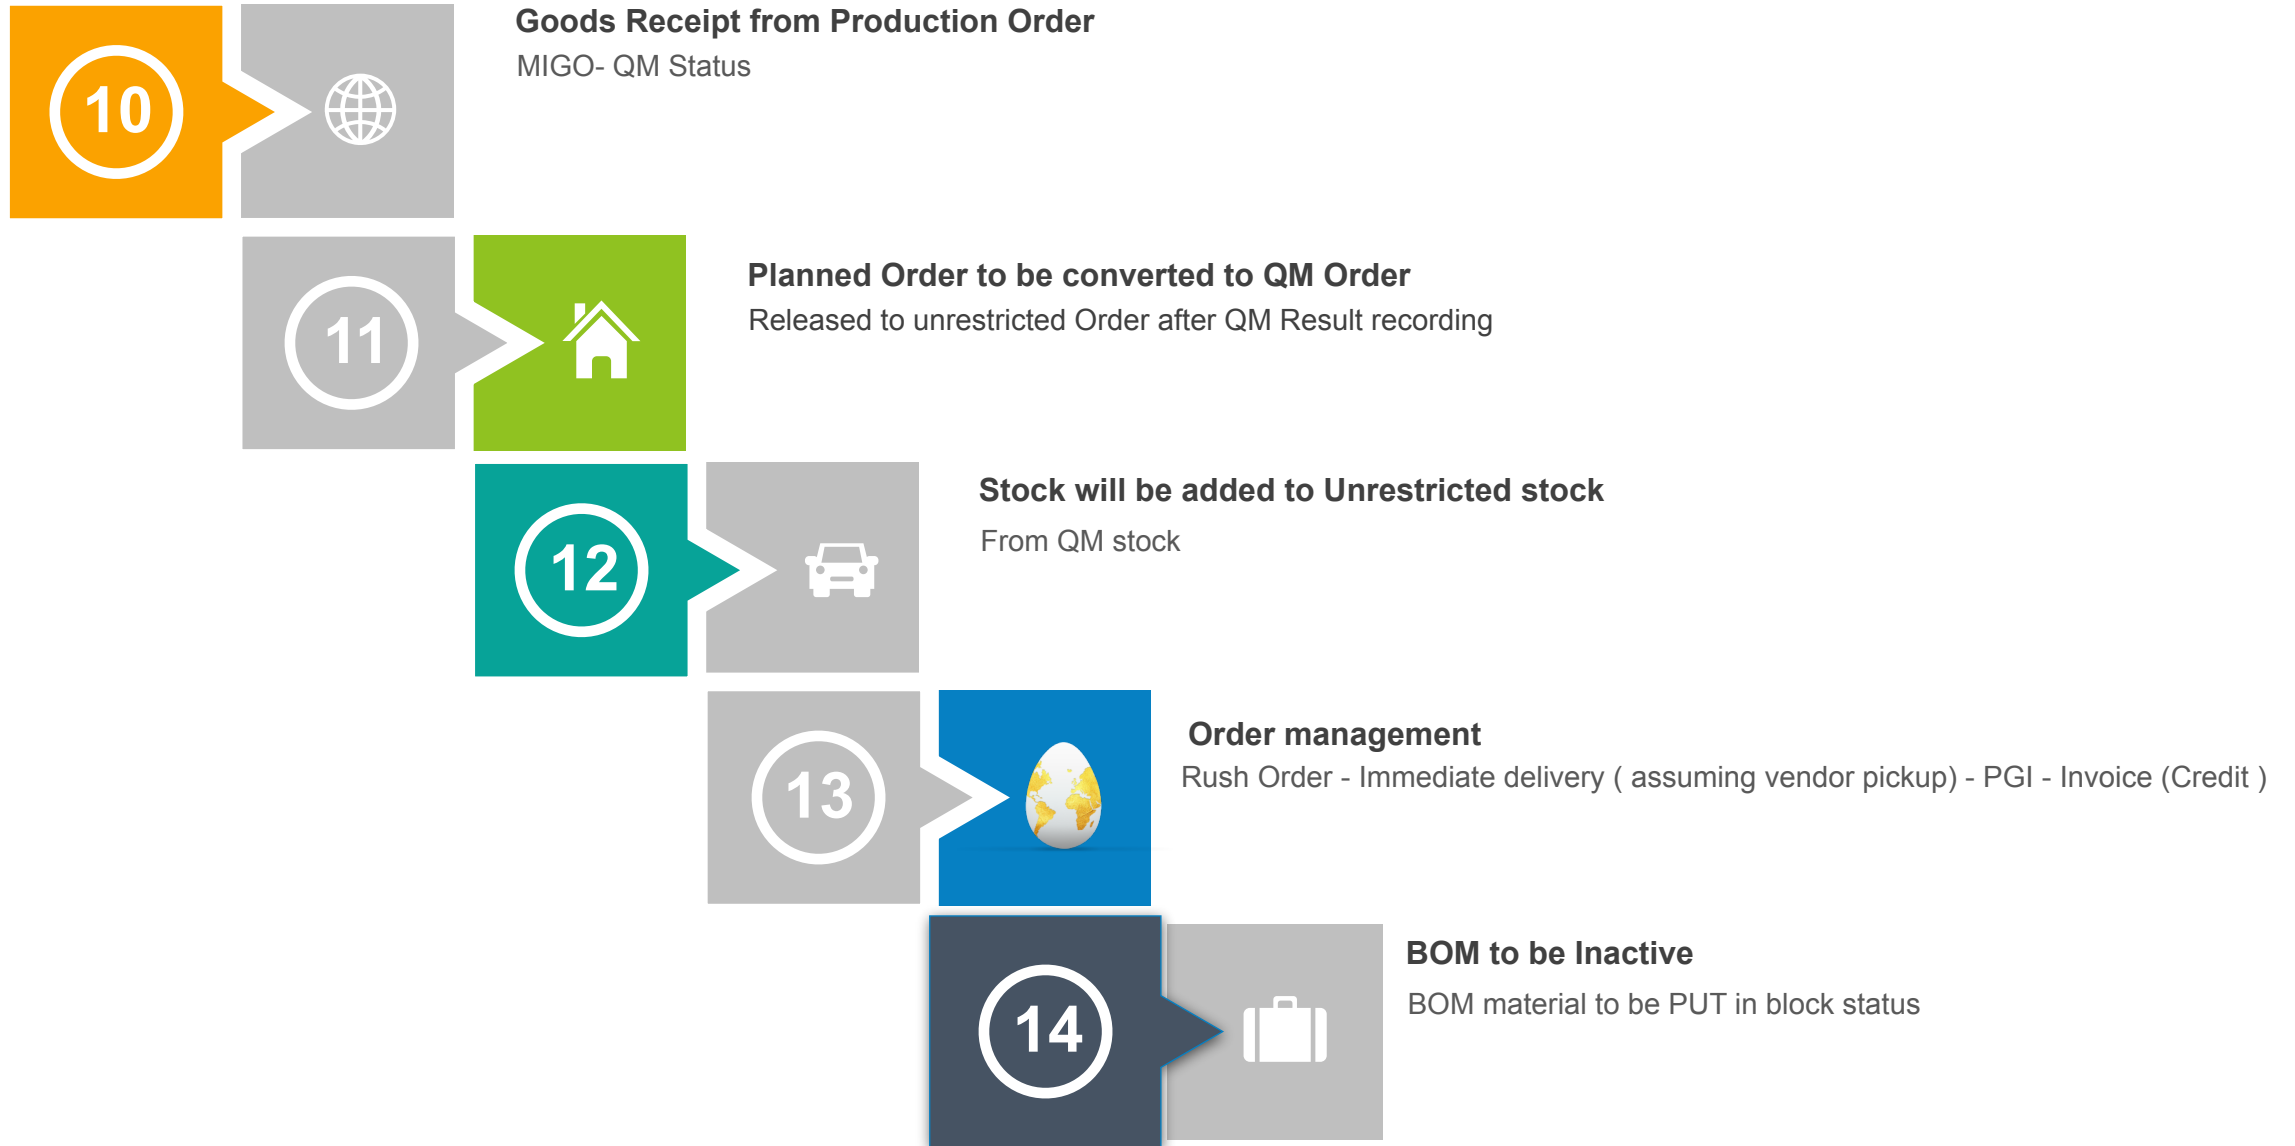 10
Goods Receipt from Production Order
MIGO- QM Status
11
Planned Order to be converted to QM Order
Released to unrestricted Order after QM Result recording
12
Stock will be added to Unrestricted stock
From QM stock
13
Order management
Rush Order - Immediate delivery ( assuming vendor pickup) - PGI - Invoice (Credit )
14
BOM to be Inactive
BOM material to be PUT in block status